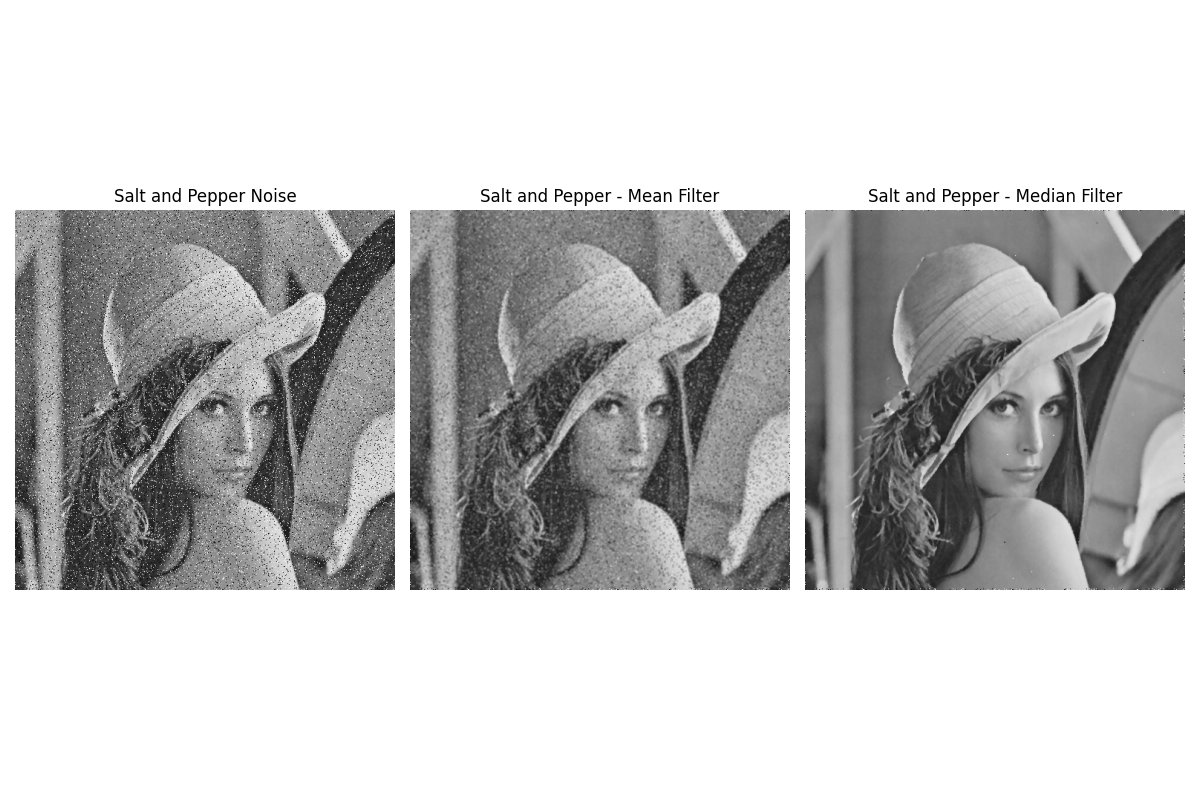 Salt and Pepper Noise
Salt and Pepper - Mean Filter
Salt and Pepper - Median Filter